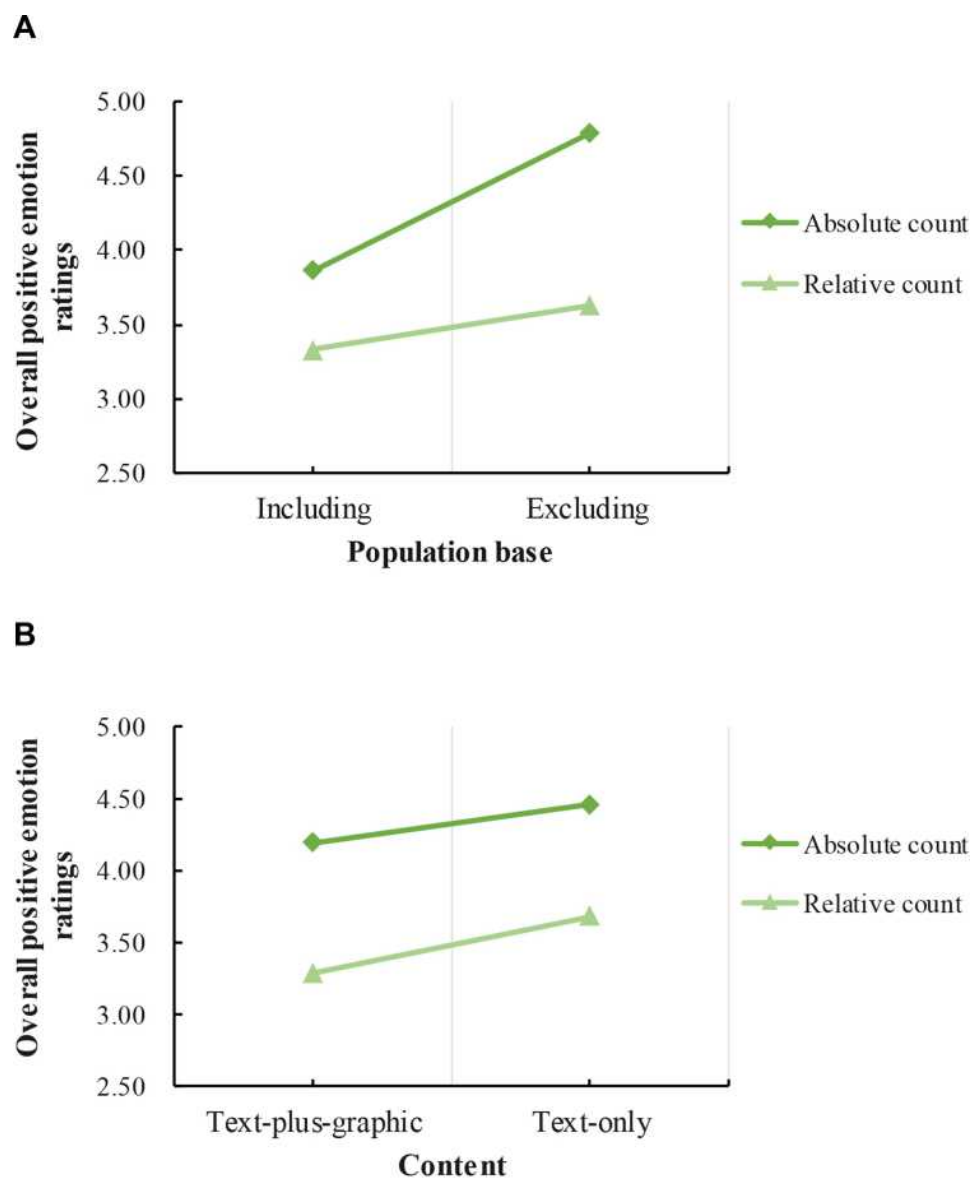 A
Overall positive emotion
ratings
5.00
4.50
4.00
3.50
3.00
2.50
Including
Excluding
Population base
Absolute count
Relative count
B
Overall positive emotion
ratings
5.00
4.50
4.00
3.50
3.00
2.50
Text-plus-graphic
Text-only
Content
Absolute count
Relative count